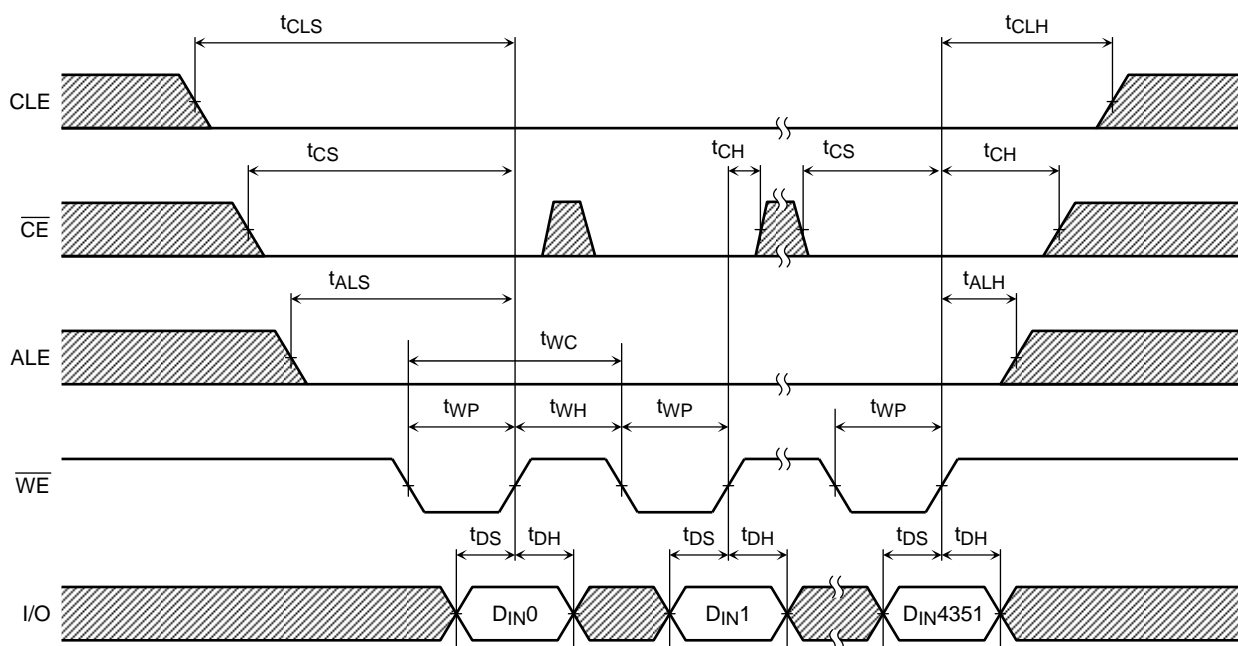 tCLS tCLH
CLE
tCS tCH tCS tCH
CE
tALS tALH
ALE
tWC
tWP tWH tWP tWP
WE
tDS tDH tDS tDH tDS tDH
I/O DIN0 DIN1 DIN4351